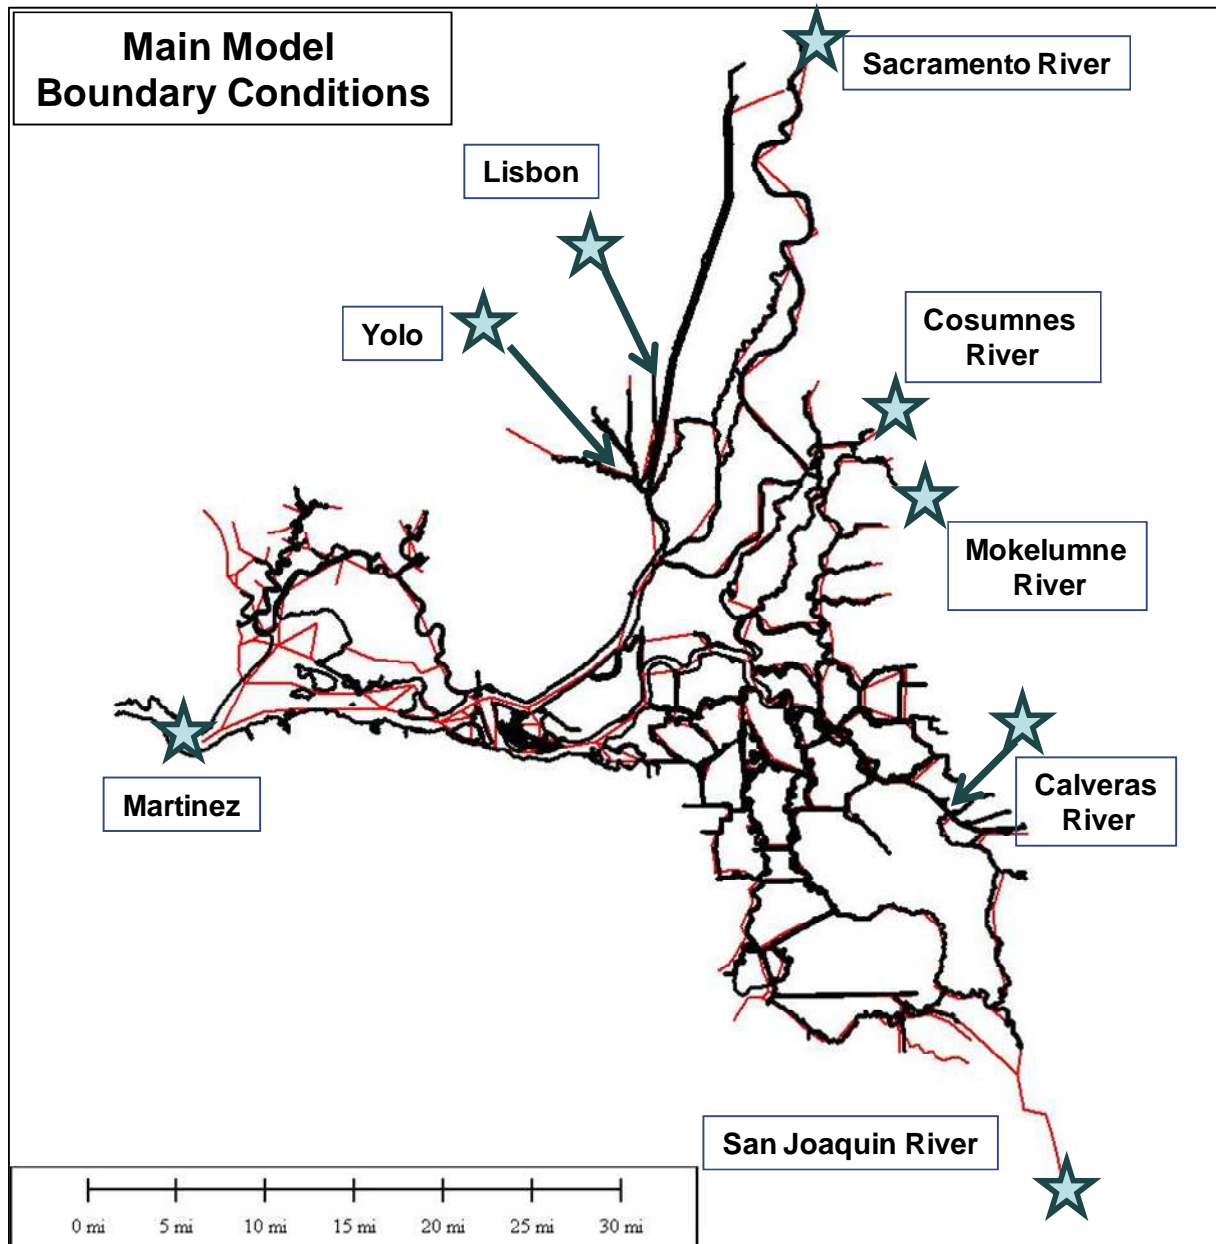 Main Model
Boundary Conditions
Sacramento River
Lisbon
Yolo
Cosumnes
River
Mokelumne
River
Martinez
Calveras
River
San Joaquin River
0 mi 5 mi 10 mi 15 mi 20 mi 25 mi 30 mi